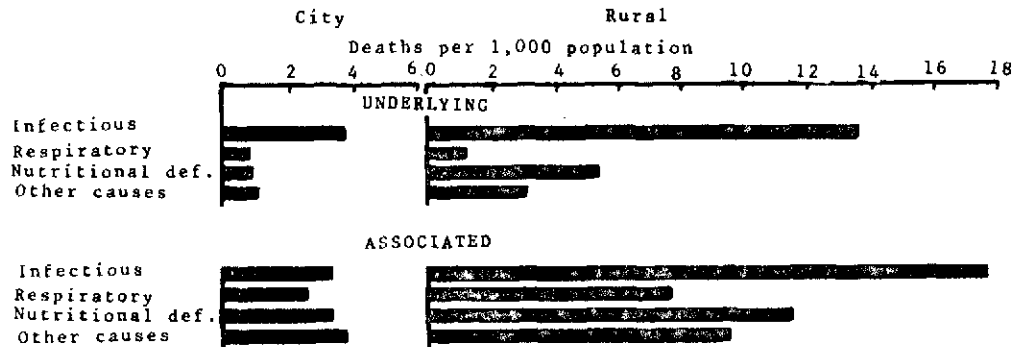 City Rural
Deaths per 1,000 population
0 2 4 6 0 2 4 6 8 10 12 14 16 18
UNDERLYING
Infectious
Respiratory
Nutritional def.
Other causes
ASSOCIATED
Infectious
Respiratory
Nutritional def.
Other causes